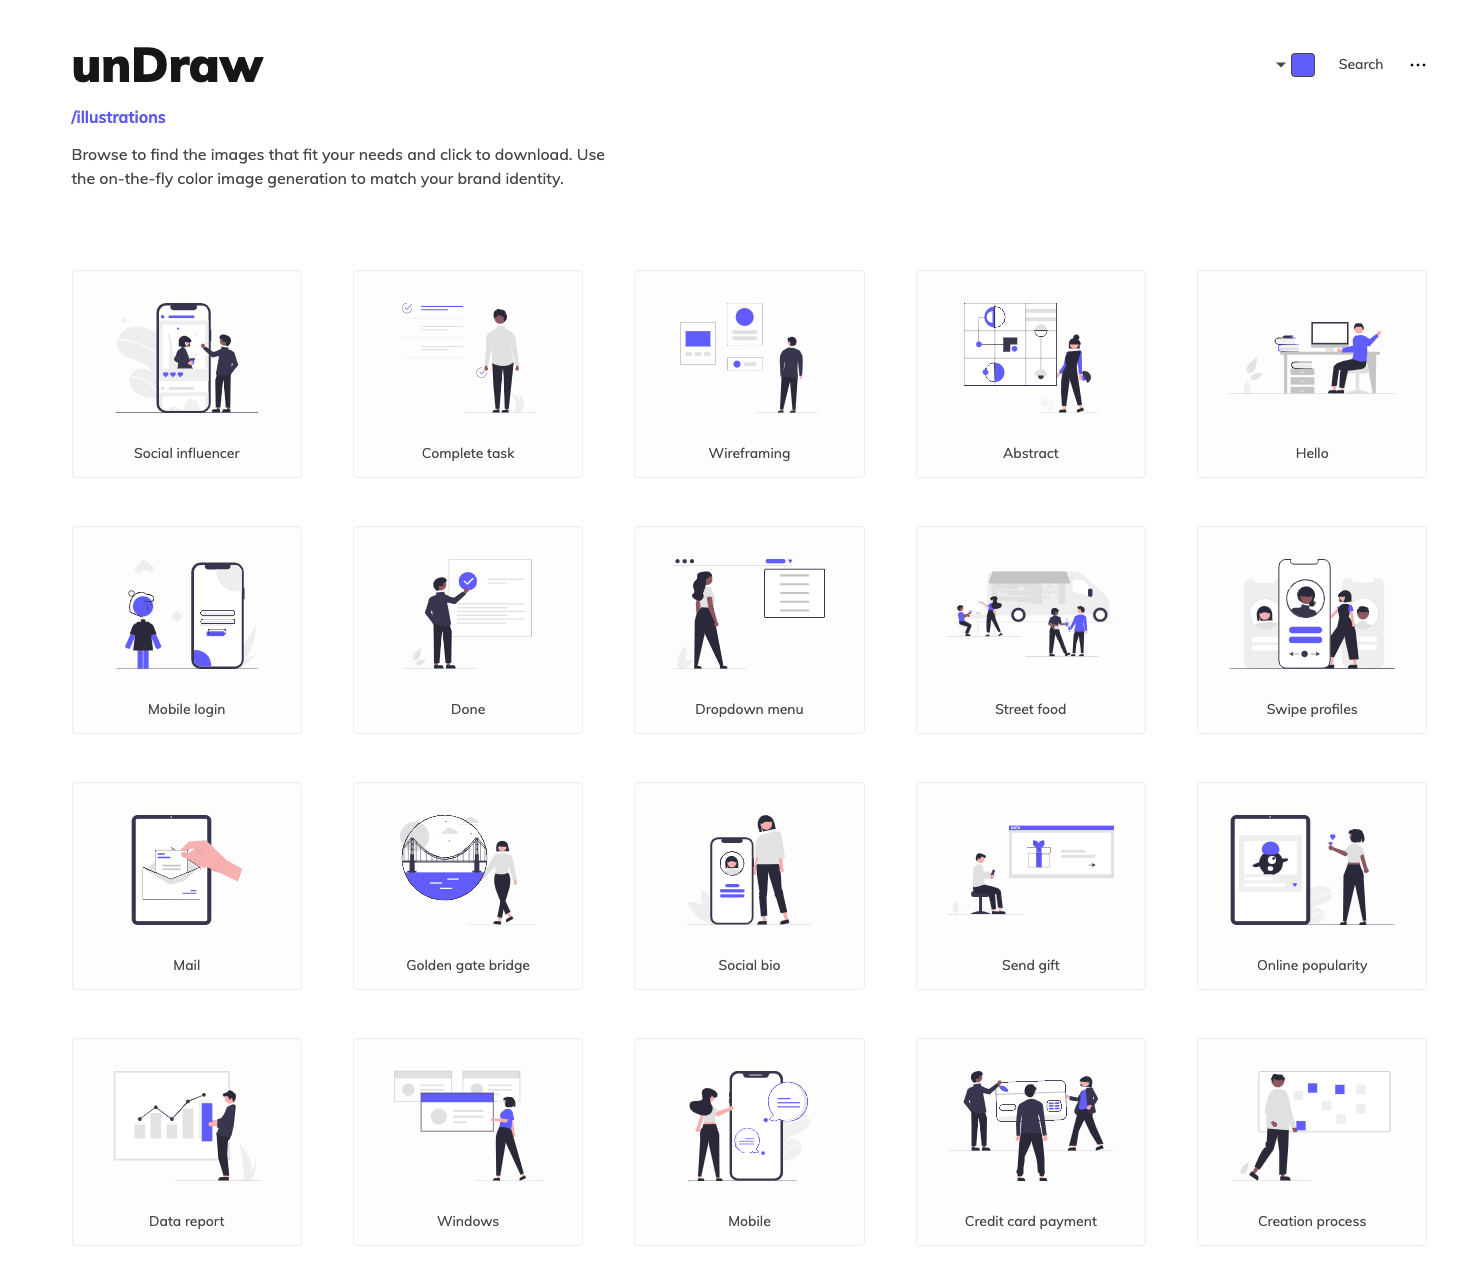 unDraw
Search
/illustrations
Browse to find the images that fit your needs and click to download. Use
the on-the-fly color image generation to match your brand identity.
Social influencer
Complete task
Wireframing
Abstract
Hello
Mobile login
Done
Dropdown menu
Street food
Swipe profiles
Mail
Golden gate bridge
Social bio
Send gift
Online popularity
Data report
Windows
Mobile
Credit card payment
Creation process